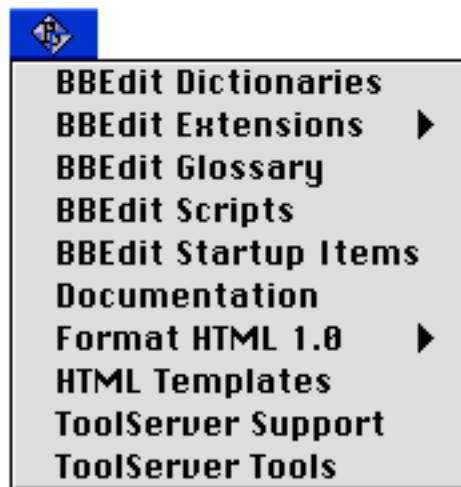 BBEdit Dictionaries
BBEdit Extensions
BBEdit Glossary
BBEdit Scripts
BBEdit Startup Items
Documentation
Format HTML 1.0
HTML Templates
ToolServer Support
ToolServer Tools